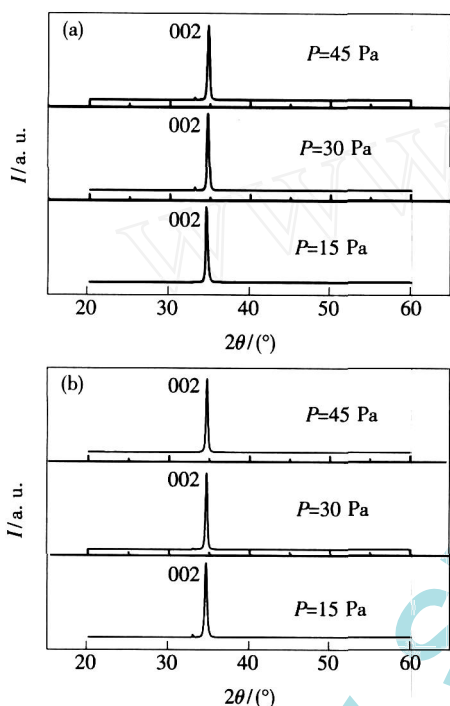 (a)
002
P=45 Pa
002
P=30 Pa
002
P=15 Pa
I/a. u.
20 30 40 50 60
2θ/(°)
(b)
002
P=45 Pa
002
P=30 Pa
002
P=15 Pa
I/a. u.
20 30 40 50 60
2θ/(°)